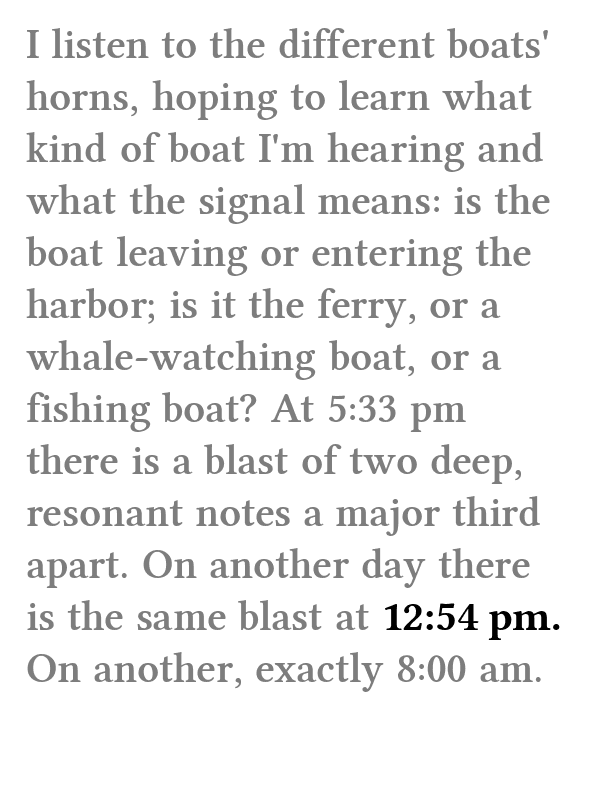 I listen to the different boats'
horns, hoping to learn what
kind of boat I'm hearing and
what the signal means: is the
boat leaving or entering the
harbor; is it the ferry, or a
whale-watching boat, or a
fishing boat? At 5:33 pm
there is a blast of two deep,
resonant notes a major third
apart. On another day there
is the same blast at 12:54 pm.
On another, exactly 8:00 am.